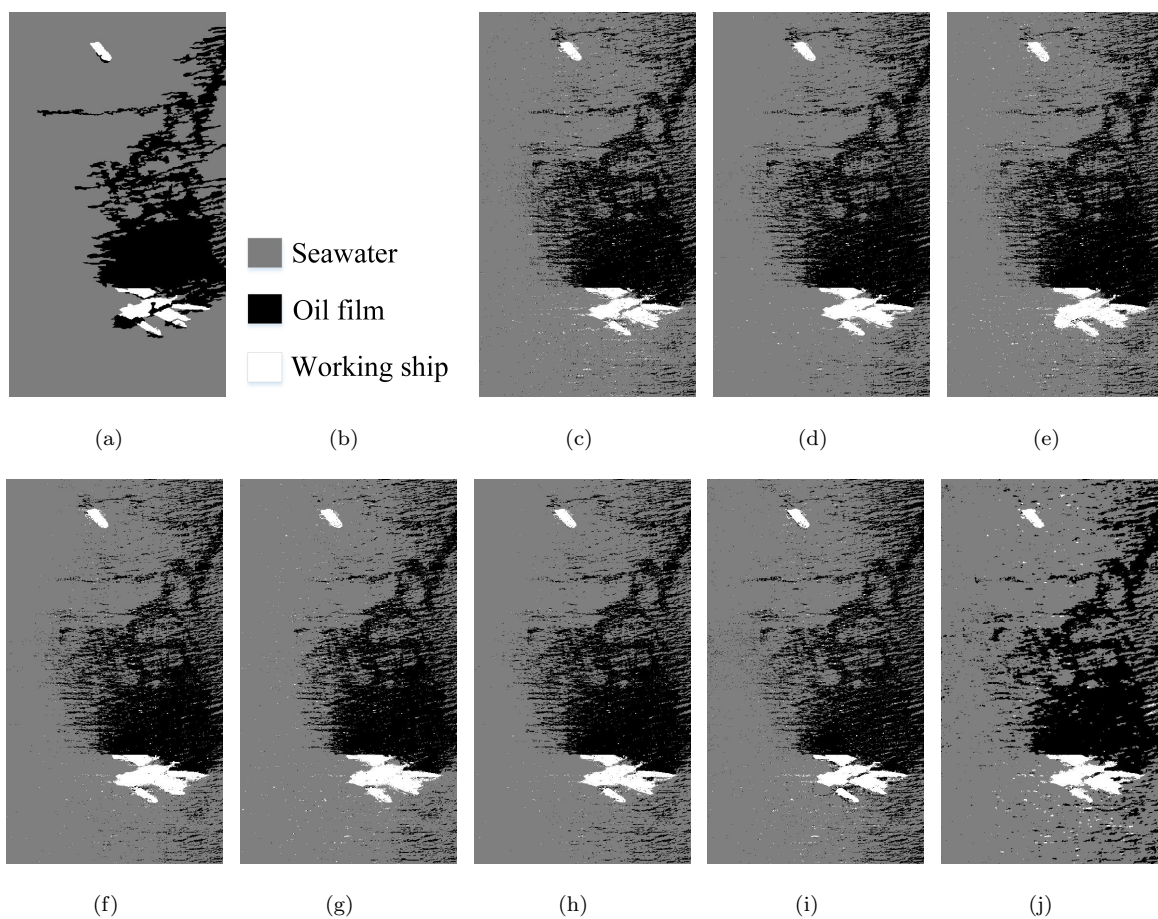 Seawater
Oil film
Working ship
(a)
(b)
(c)
(d)
(e)
(f)
(g)
(h)
(i)
(j)